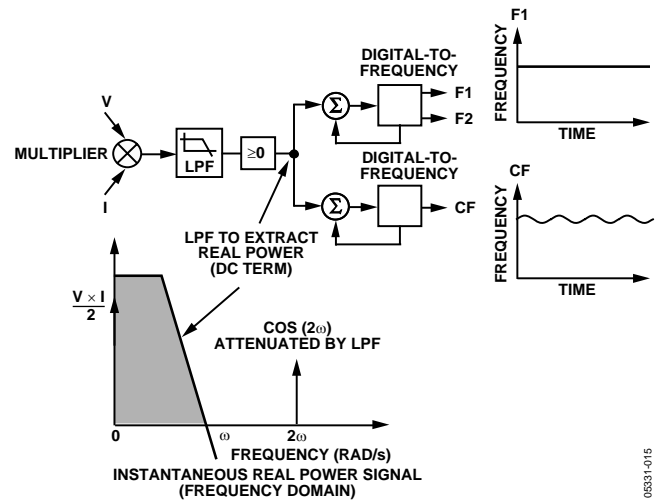 V
MULTIPLIER
I
LPF
≥0
DIGITAL-TO-
FREQUENCY
Σ
F1
F2
DIGITAL-TO-
FREQUENCY
Σ
CF
F1
FREQUENCY
TIME
CF
FREQUENCY
TIME
LPF TO EXTRACT
REAL POWER
(DC TERM)
V × I
2
COS (2ω)
ATTENUATED BY LPF
0
ω
2ω
FREQUENCY (RAD/s)
INSTANTANEOUS REAL POWER SIGNAL
(FREQUENCY DOMAIN)
05331-015